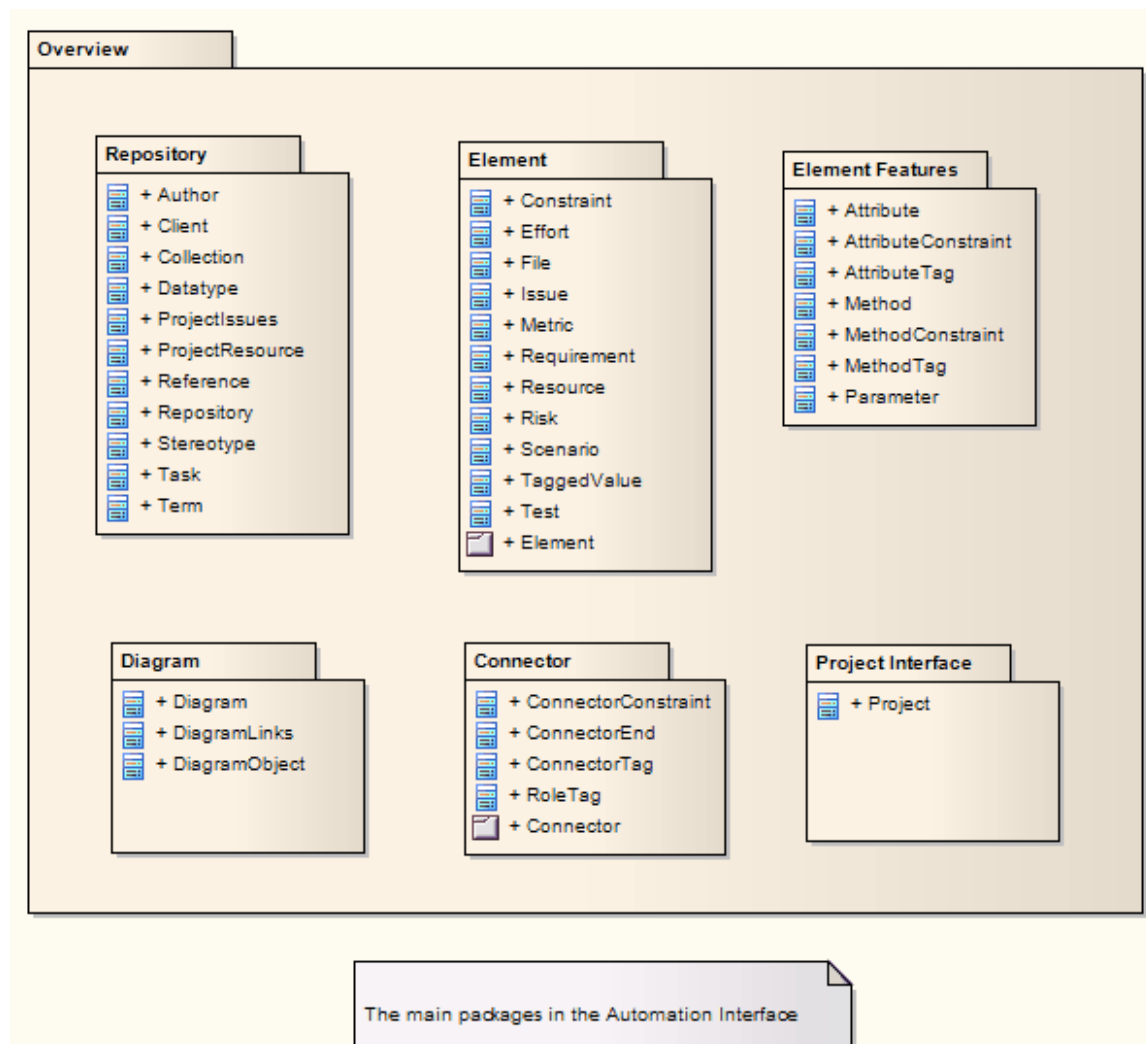 Overview
Repository
+ Author
+ Client
+ Collection
+ Datatype
+ ProjectIssues
+ ProjectResource
+ Reference
+ Repository
+ Stereotype
+ Task
+ Term
Element
+ Constraint
+ Effort
+ File
+ Issue
+ Metric
+ Requirement
+ Resource
+ Risk
+ Scenario
+ TaggedValue
+ Test
+ Element
Element Features
+ Attribute
+ AttributeConstraint
+ AttributeTag
+ Method
+ MethodConstraint
+ MethodTag
+ Parameter
Diagram
+ Diagram
+ DiagramLinks
+ DiagramObject
Connector
+ ConnectorConstraint
+ ConnectorEnd
+ ConnectorTag
+ RoleTag
+ Connector
Project Interface
+ Project
The main packages in the Automation Interface